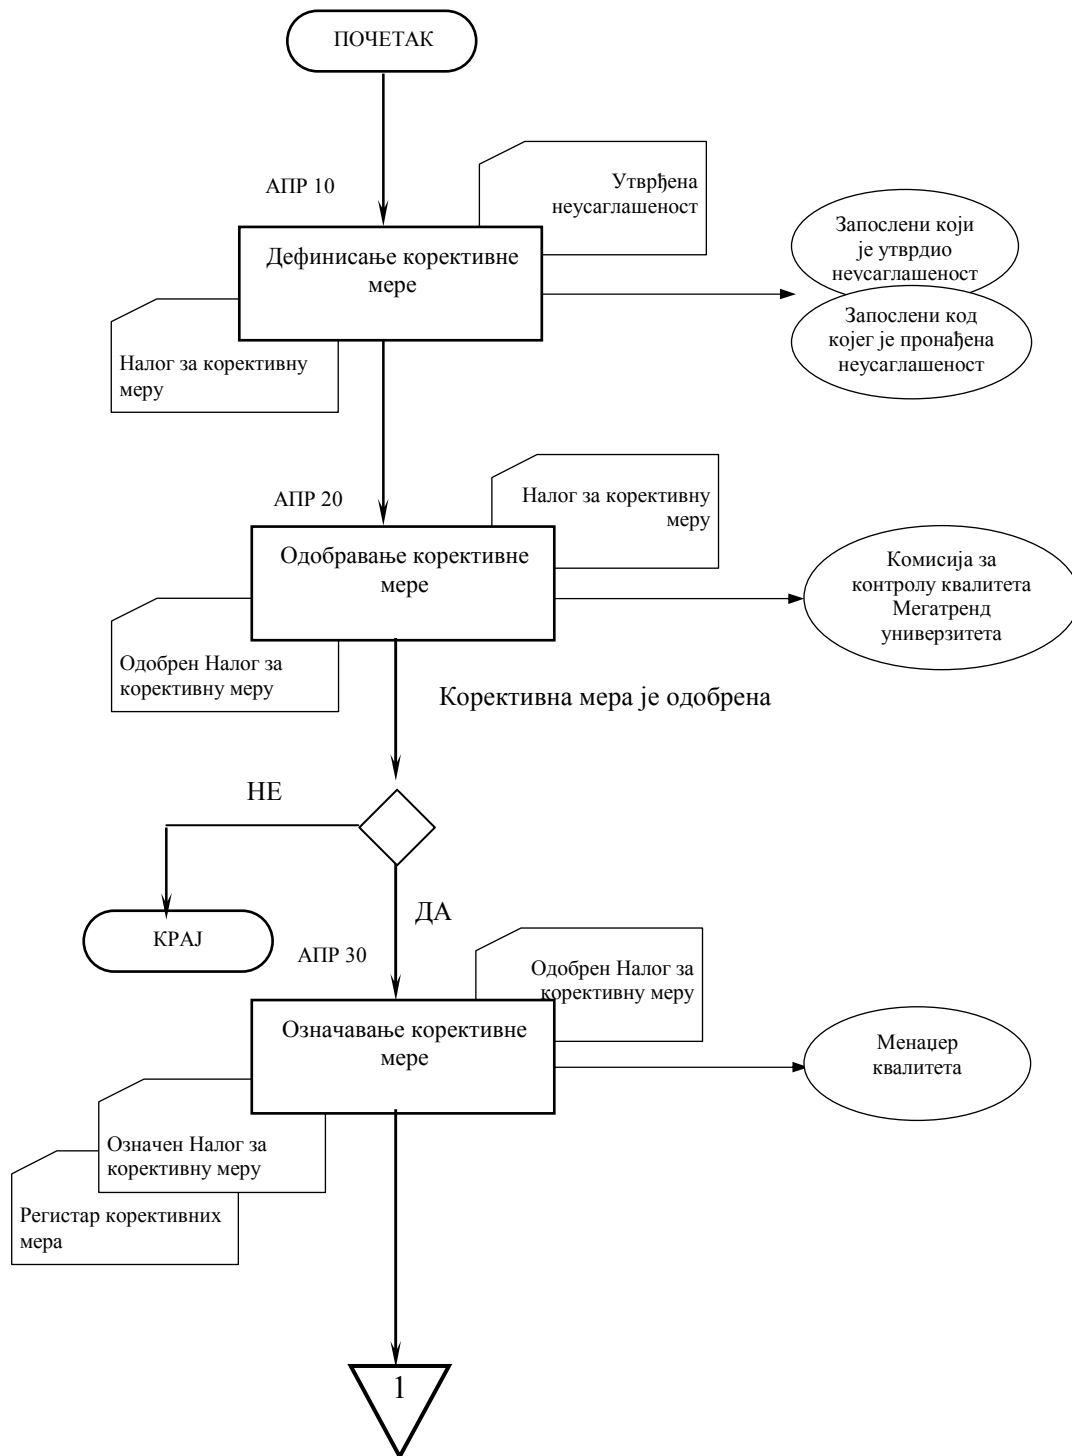 ПОЧЕТАК
АПР 10
Утврђена
неусаглашеност
Дефинисање корективне
мере
Запослени који
је утврдио
неусаглашеност
Запослени код
којег је пронађена
неусаглашеност
Налог за корективну
меру
АПР 20
Налог за корективну
меру
Одобравање корективне
мере
Комисија за
контролу квалитета
Мегатренд
универзитета
Одобрен Налог за
корективну меру
Корективна мера је одобрена
НЕ
ДА
КРАЈ
АПР 30
Одобрен Налог за
корективну меру
Означавање корективне
мере
Менаџер
квалитета
Означен Налог за
корективну меру
Регистар корективних
мера
1